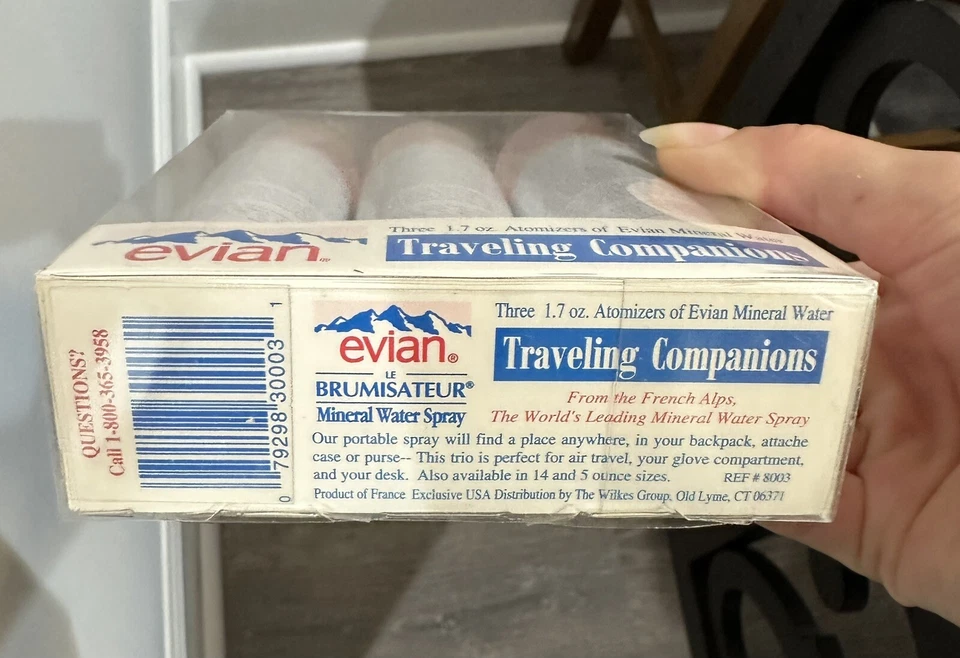 evian®
Three 1.7 oz. Atomizers of Evian Mineral Water
Traveling Companions
QUESTIONS?
Call 1-800-365-3958
0 79298 30003 1
evian®
LE
BRUMISATEUR®
Mineral Water Spray
Three 1.7 oz. Atomizers of Evian Mineral Water
Traveling Companions
From the French Alps,
The World's Leading Mineral Water Spray
Our portable spray will find a place anywhere, in your backpack, attache
case or purse-- This trio is perfect for air travel, your glove compartment,
and your desk. Also available in 14 and 5 ounce sizes. REF # 8003
Product of France Exclusive USA Distribution by The Wilkes Group, Old Lyme, CT 06371